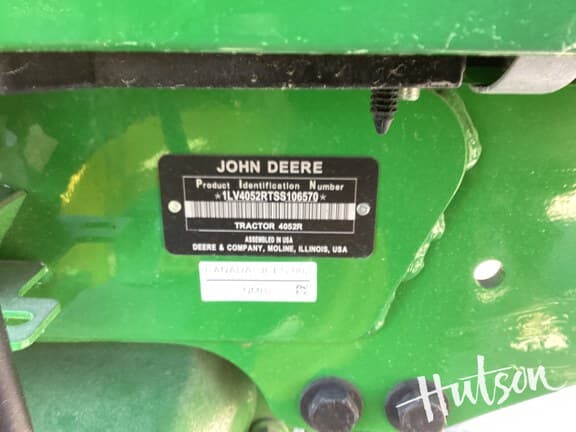 JOHN DEERE
Product Identification Number
*1LV4052RTSS106570*
TRACTOR 4052R
ASSEMBLED IN USA
DEERE & COMPANY, MOLINE, ILLINOIS, USA
Hutson